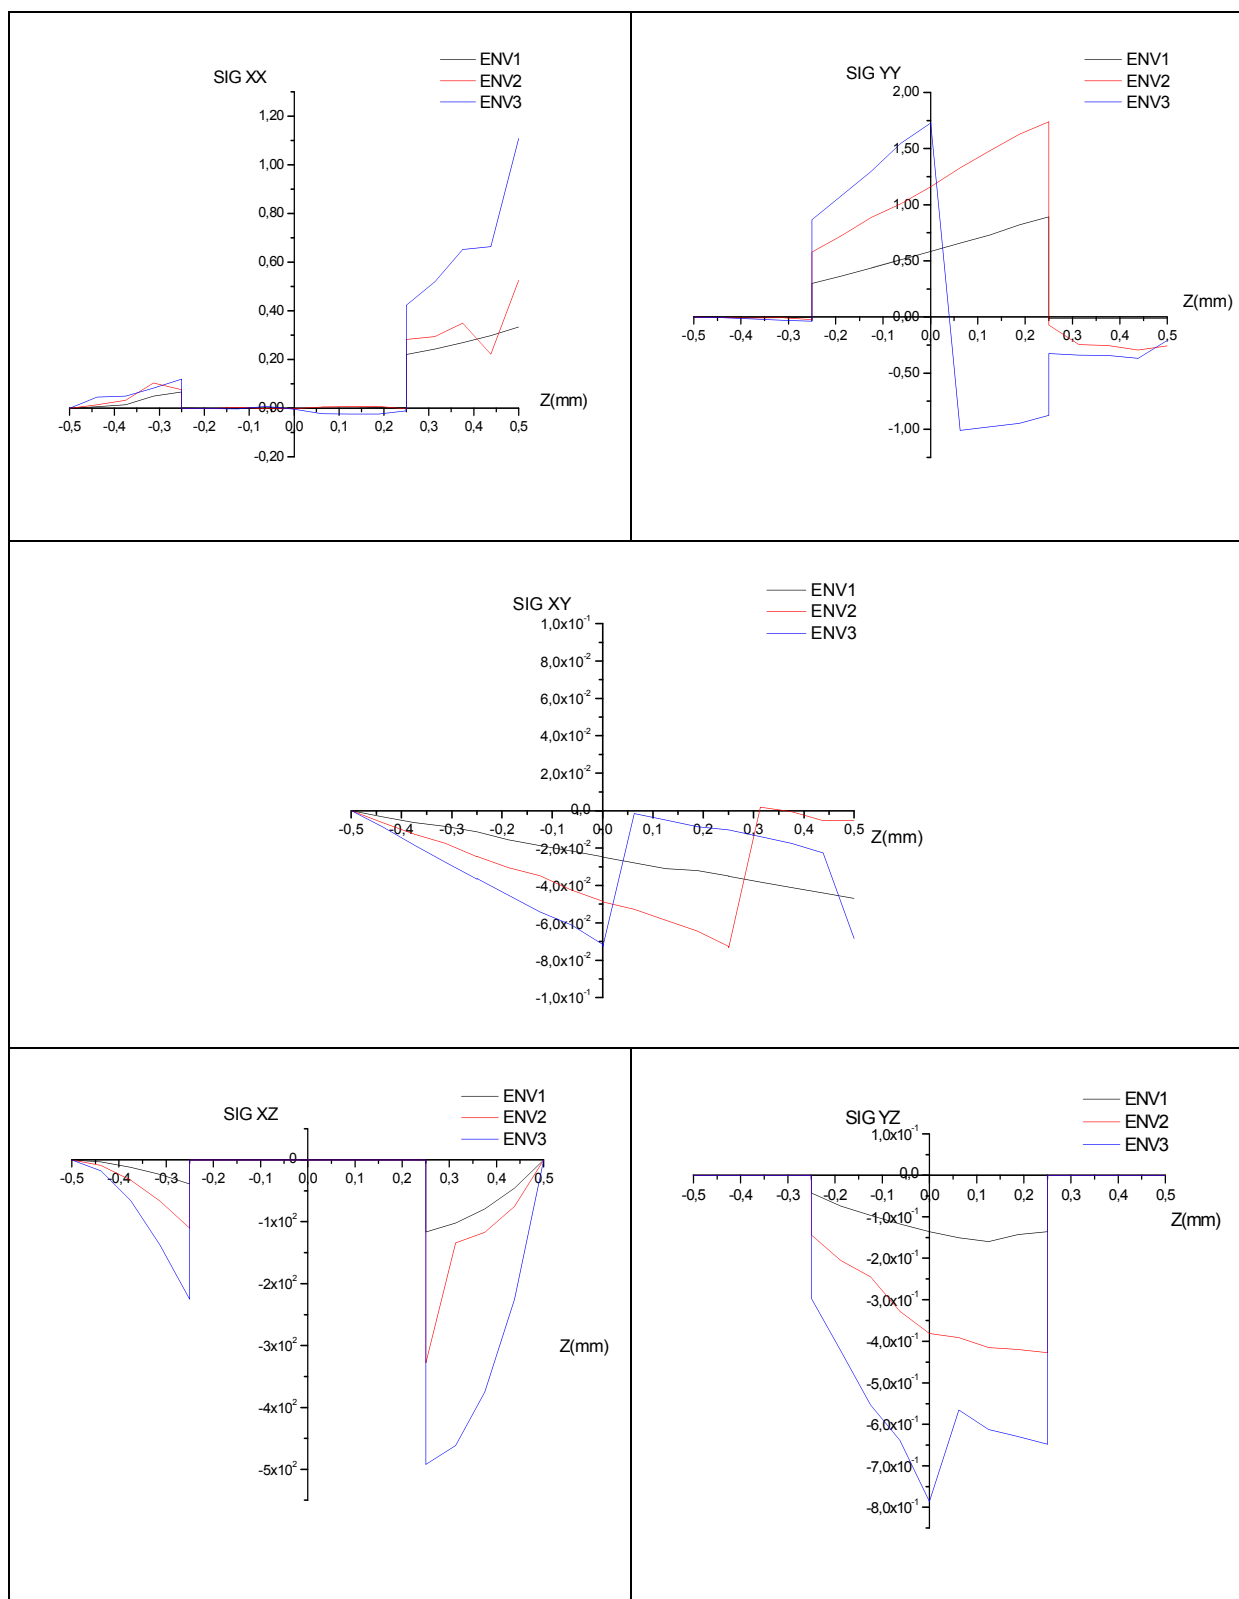 SIG XX
ENV1
ENV2
ENV3
1,20
1,00
0,80
0,60
0,40
0,20
0,00
-0,20
-0,5 -0,4 -0,3 -0,2 -0,1 0,0 0,1 0,2 0,3 0,4 0,5
Z(mm)
SIG YY
ENV1
ENV2
ENV3
2,00
1,50
1,00
0,50
0,00
-0,50
-1,00
-0,5 -0,4 -0,3 -0,2 -0,1 0,0 0,1 0,2 0,3 0,4 0,5
Z(mm)
SIG XY
ENV1
ENV2
ENV3
1,0x10⁻¹
8,0x10⁻²
6,0x10⁻²
4,0x10⁻²
2,0x10⁻²
0,0
-2,0x10⁻²
-4,0x10⁻²
-6,0x10⁻²
-8,0x10⁻²
-1,0x10⁻¹
-0,5 -0,4 -0,3 -0,2 -0,1 0,0 0,1 0,2 0,3 0,4 0,5
Z(mm)
SIG XZ
ENV1
ENV2
ENV3
0
-1x10²
-2x10²
-3x10²
-4x10²
-5x10²
-0,5 -0,4 -0,3 -0,2 -0,1 0,0 0,1 0,2 0,3 0,4 0,5
Z(mm)
SIG YZ
ENV1
ENV2
ENV3
1,0x10⁻¹
0,0
-1,0x10⁻¹
-2,0x10⁻¹
-3,0x10⁻¹
-4,0x10⁻¹
-5,0x10⁻¹
-6,0x10⁻¹
-7,0x10⁻¹
-8,0x10⁻¹
-0,5 -0,4 -0,3 -0,2 -0,1 0,0 0,1 0,2 0,3 0,4 0,5
Z(mm)